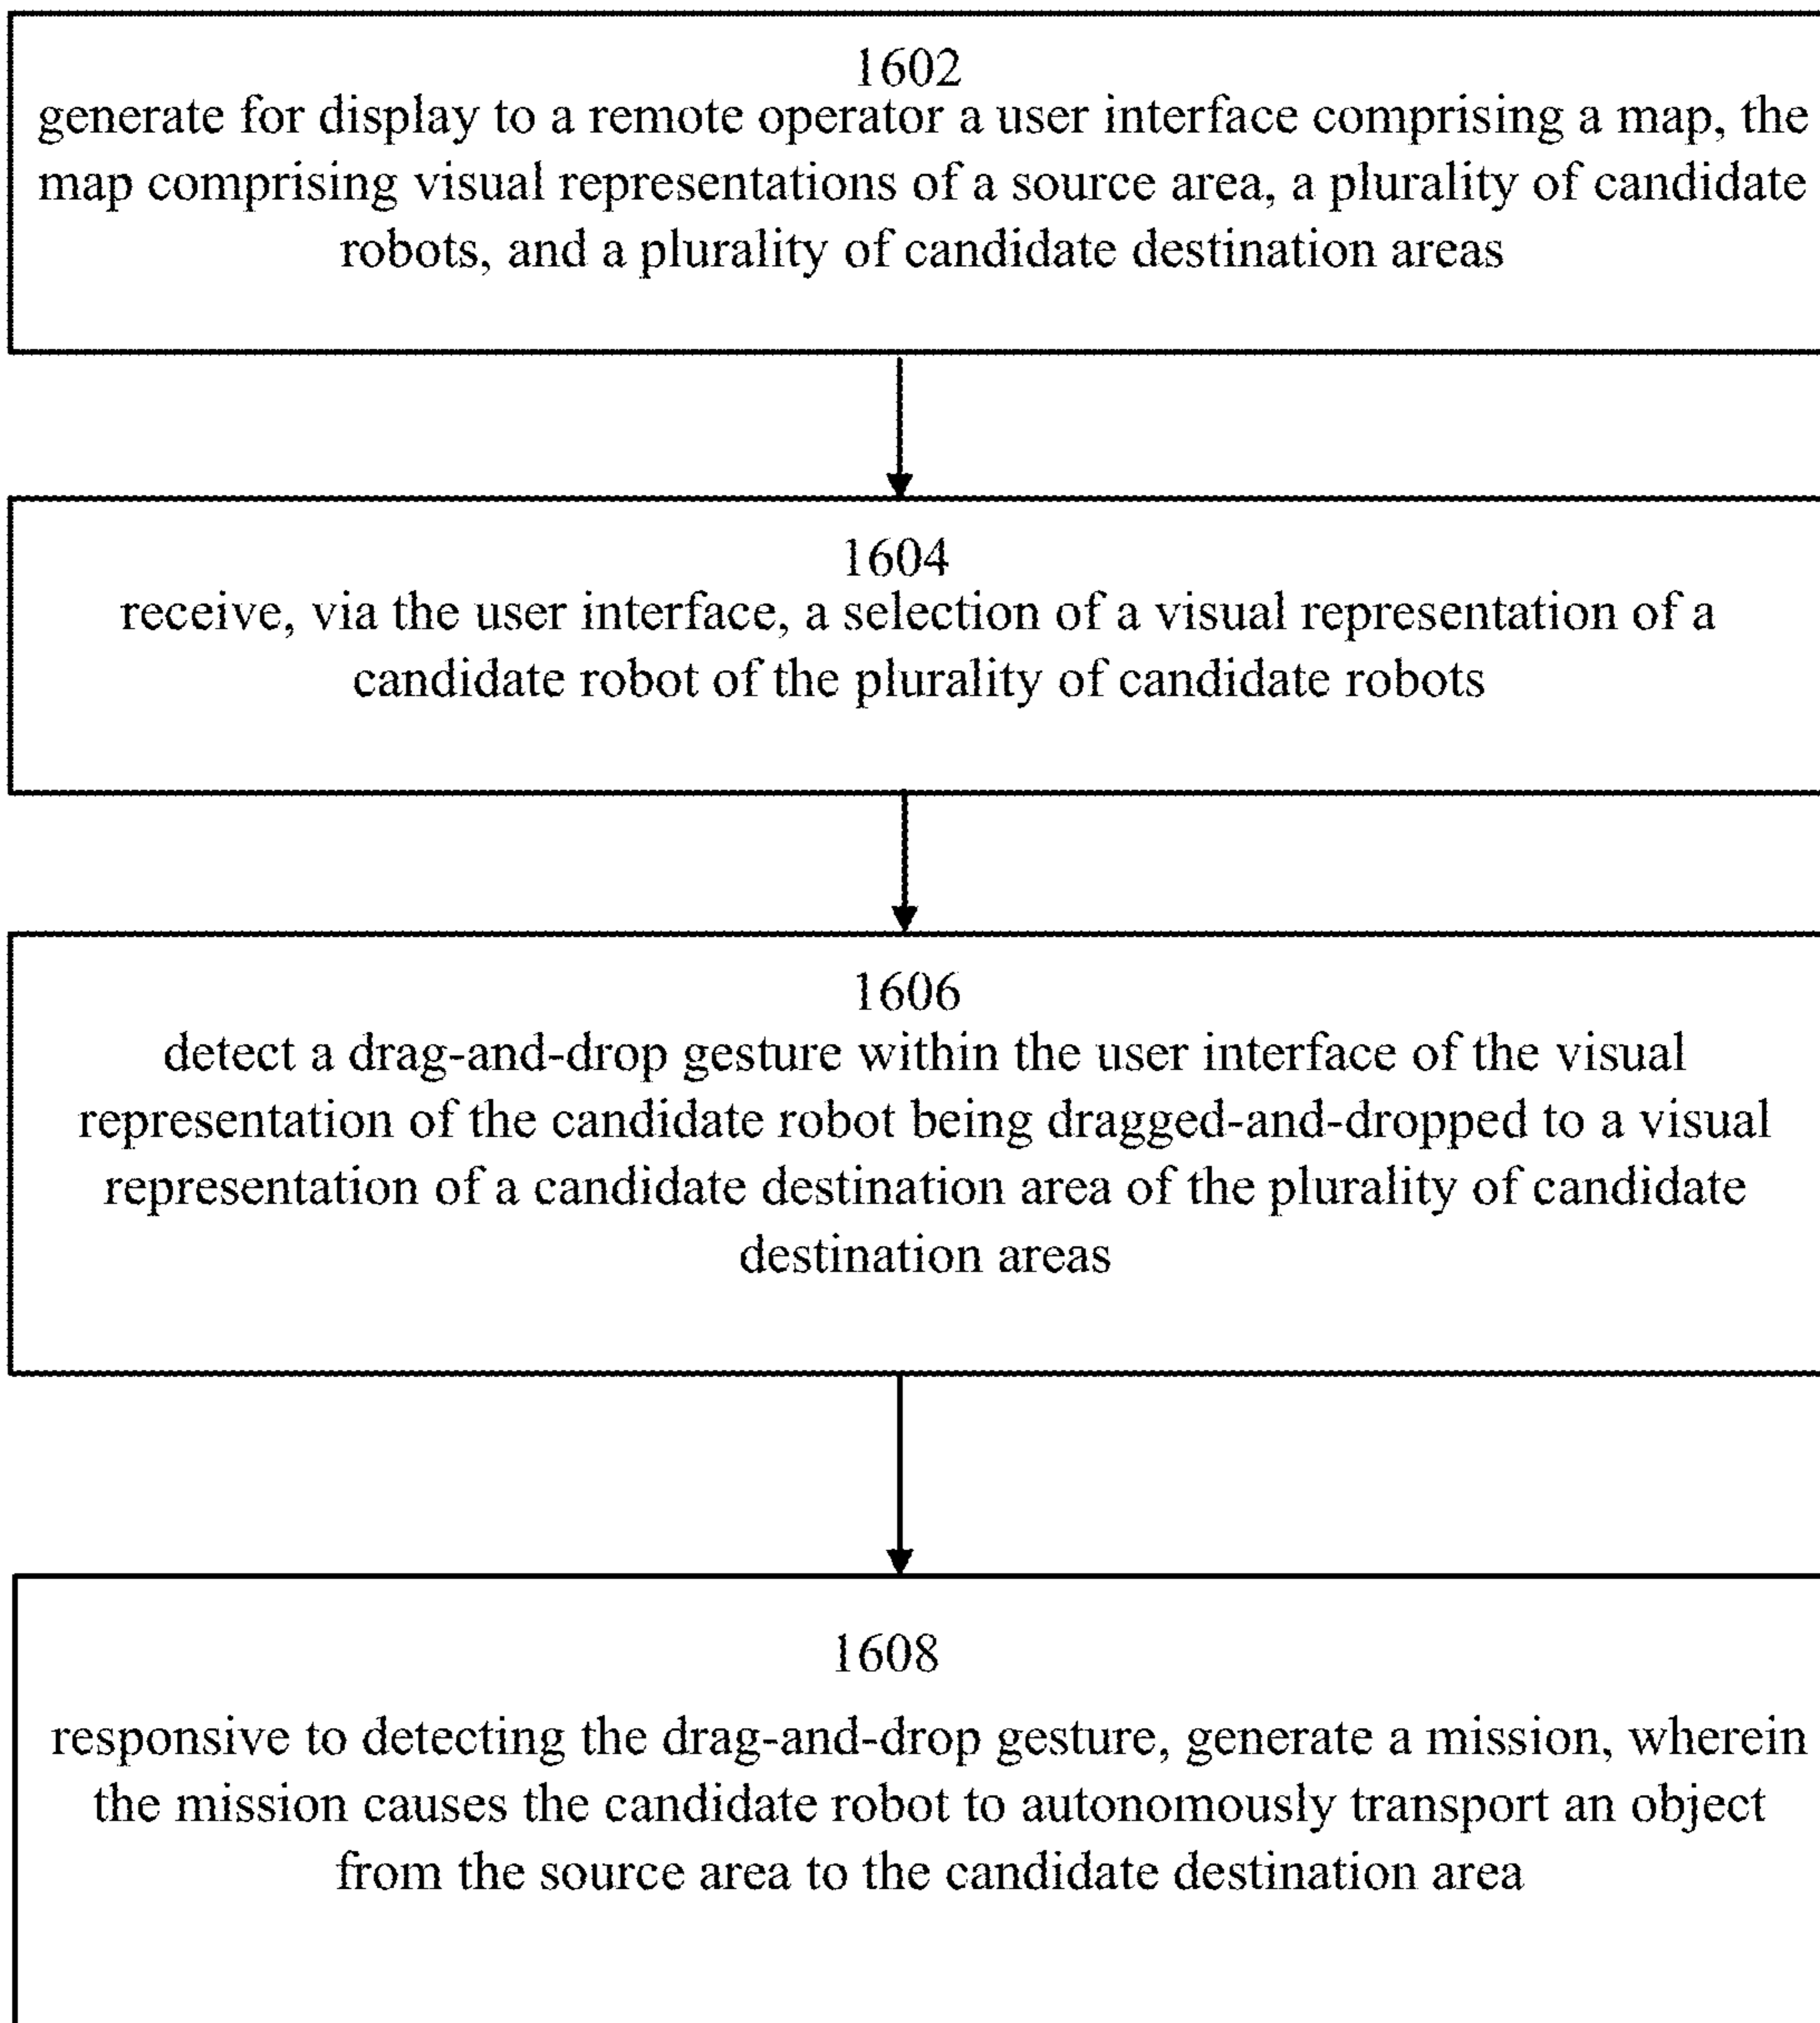 1602
generate for display to a remote operator a user interface comprising a map, the
map comprising visual representations of a source area, a plurality of candidate
robots, and a plurality of candidate destination areas
1604
receive, via the user interface, a selection of a visual representation of a
candidate robot of the plurality of candidate robots
1606
detect a drag-and-drop gesture within the user interface of the visual
representation of the candidate robot being dragged-and-dropped to a visual
representation of a candidate destination area of the plurality of candidate
destination areas
1608
responsive to detecting the drag-and-drop gesture, generate a mission, wherein
the mission causes the candidate robot to autonomously transport an object
from the source area to the candidate destination area